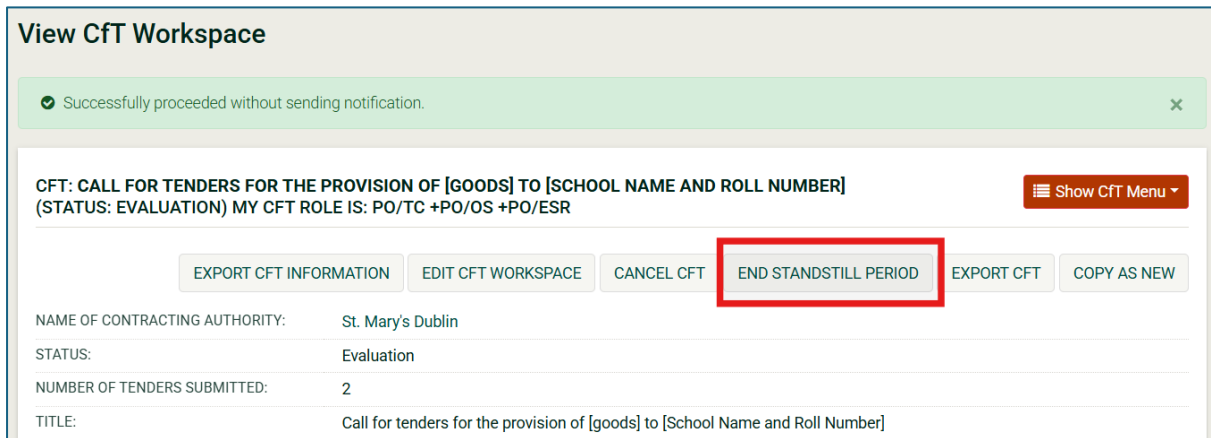 View CfT Workspace
Successfully proceeded without sending notification.
CFT: CALL FOR TENDERS FOR THE PROVISION OF [GOODS] TO [SCHOOL NAME AND ROLL NUMBER]
(STATUS: EVALUATION) MY CFT ROLE IS: PO/TC +PO/OS +PO/ESR
Show CfT Menu
EXPORT CFT INFORMATION EDIT CFT WORKSPACE CANCEL CFT END STANDSTILL PERIOD EXPORT CFT COPY AS NEW
NAME OF CONTRACTING AUTHORITY: St. Mary's Dublin
STATUS: Evaluation
NUMBER OF TENDERS SUBMITTED: 2
TITLE: Call for tenders for the provision of [goods] to [School Name and Roll Number]